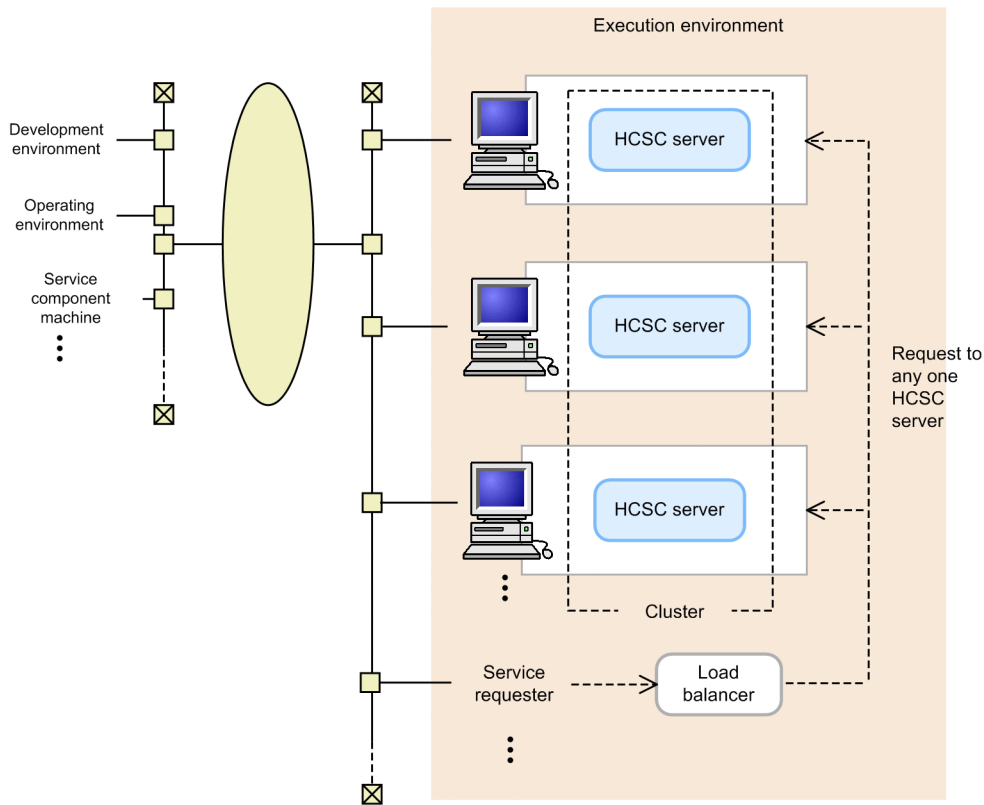 Execution environment
Development
environment
HCSC server
Operating
environment
Service
component
machine
HCSC server
Request to
any one
HCSC
server
HCSC server
Cluster
Service
requester
Load
balancer